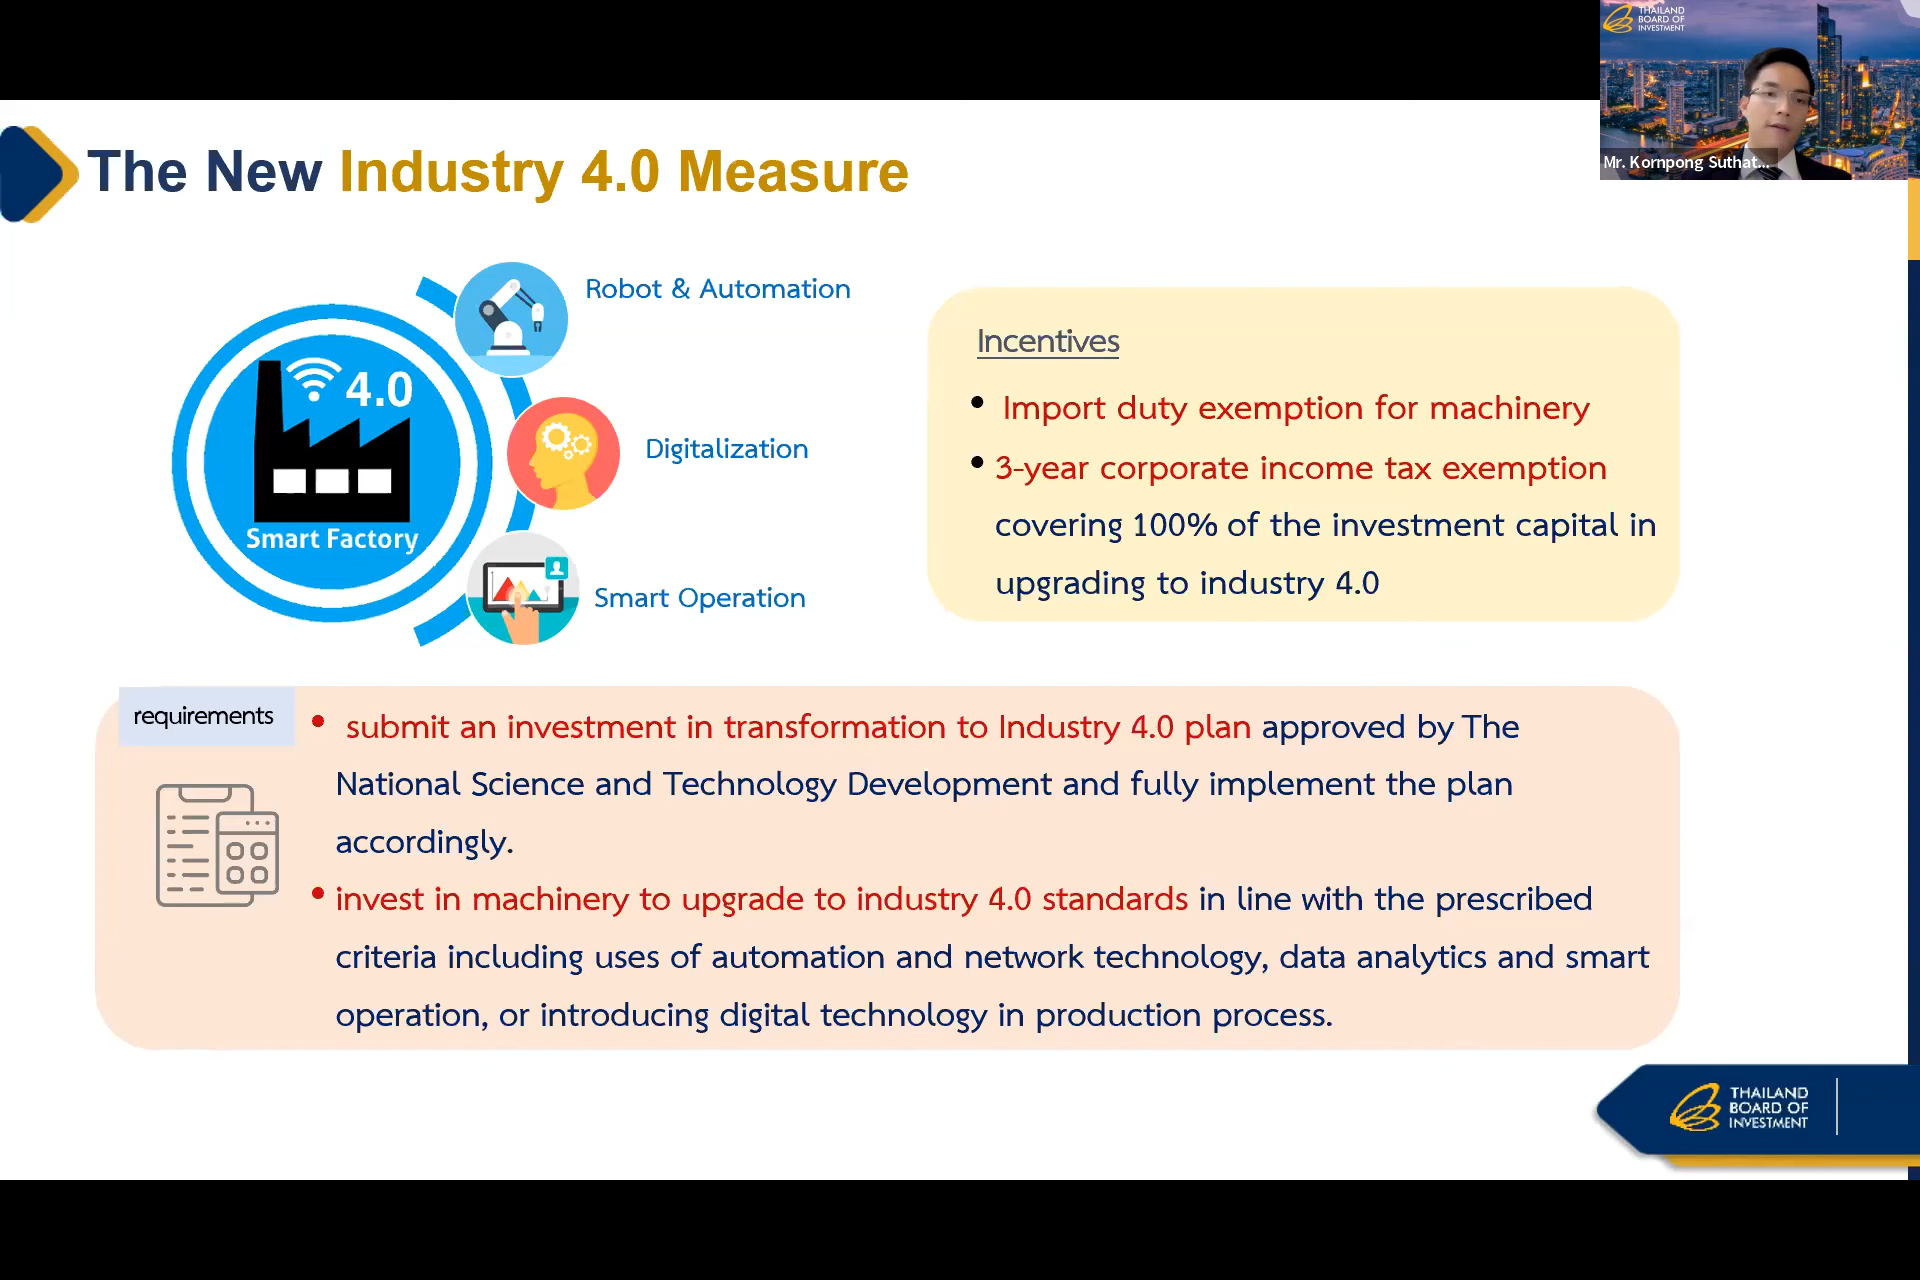 THAILAND
BOARD OF
INVESTMENT
Mr. Kornpong Suthat...
The New Industry 4.0 Measure
4.0
Smart Factory
Robot & Automation
Digitalization
Smart Operation
Incentives
• Import duty exemption for machinery
• 3-year corporate income tax exemption
covering 100% of the investment capital in
upgrading to industry 4.0
requirements
• submit an investment in transformation to Industry 4.0 plan approved by The
National Science and Technology Development and fully implement the plan
accordingly.
• invest in machinery to upgrade to industry 4.0 standards in line with the prescribed
criteria including uses of automation and network technology, data analytics and smart
operation, or introducing digital technology in production process.
THAILAND
BOARD OF
INVESTMENT